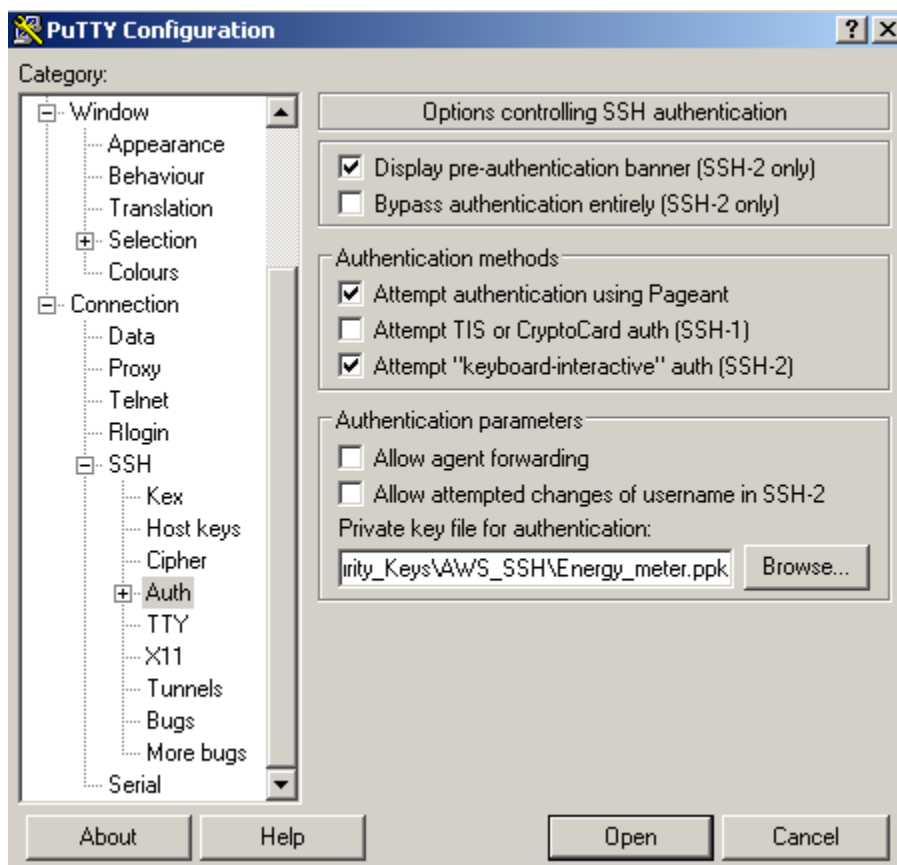 PuTTY Configuration
Category:
Window
Appearance
Behaviour
Translation
Selection
Colours
Connection
Data
Proxy
Telnet
Rlogin
SSH
Kex
Host keys
Cipher
Auth
TTY
X11
Tunnels
Bugs
More bugs
Serial
Options controlling SSH authentication
Display pre-authentication banner (SSH-2 only)
Bypass authentication entirely (SSH-2 only)
Authentication methods
Attempt authentication using Pageant
Attempt TIS or CryptoCard auth (SSH-1)
Attempt "keyboard-interactive" auth (SSH-2)
Authentication parameters
Allow agent forwarding
Allow attempted changes of username in SSH-2
Private key file for authentication:
irity_Keys\AWS_SSH\Energy_meter.ppk Browse...
About Help Open Cancel